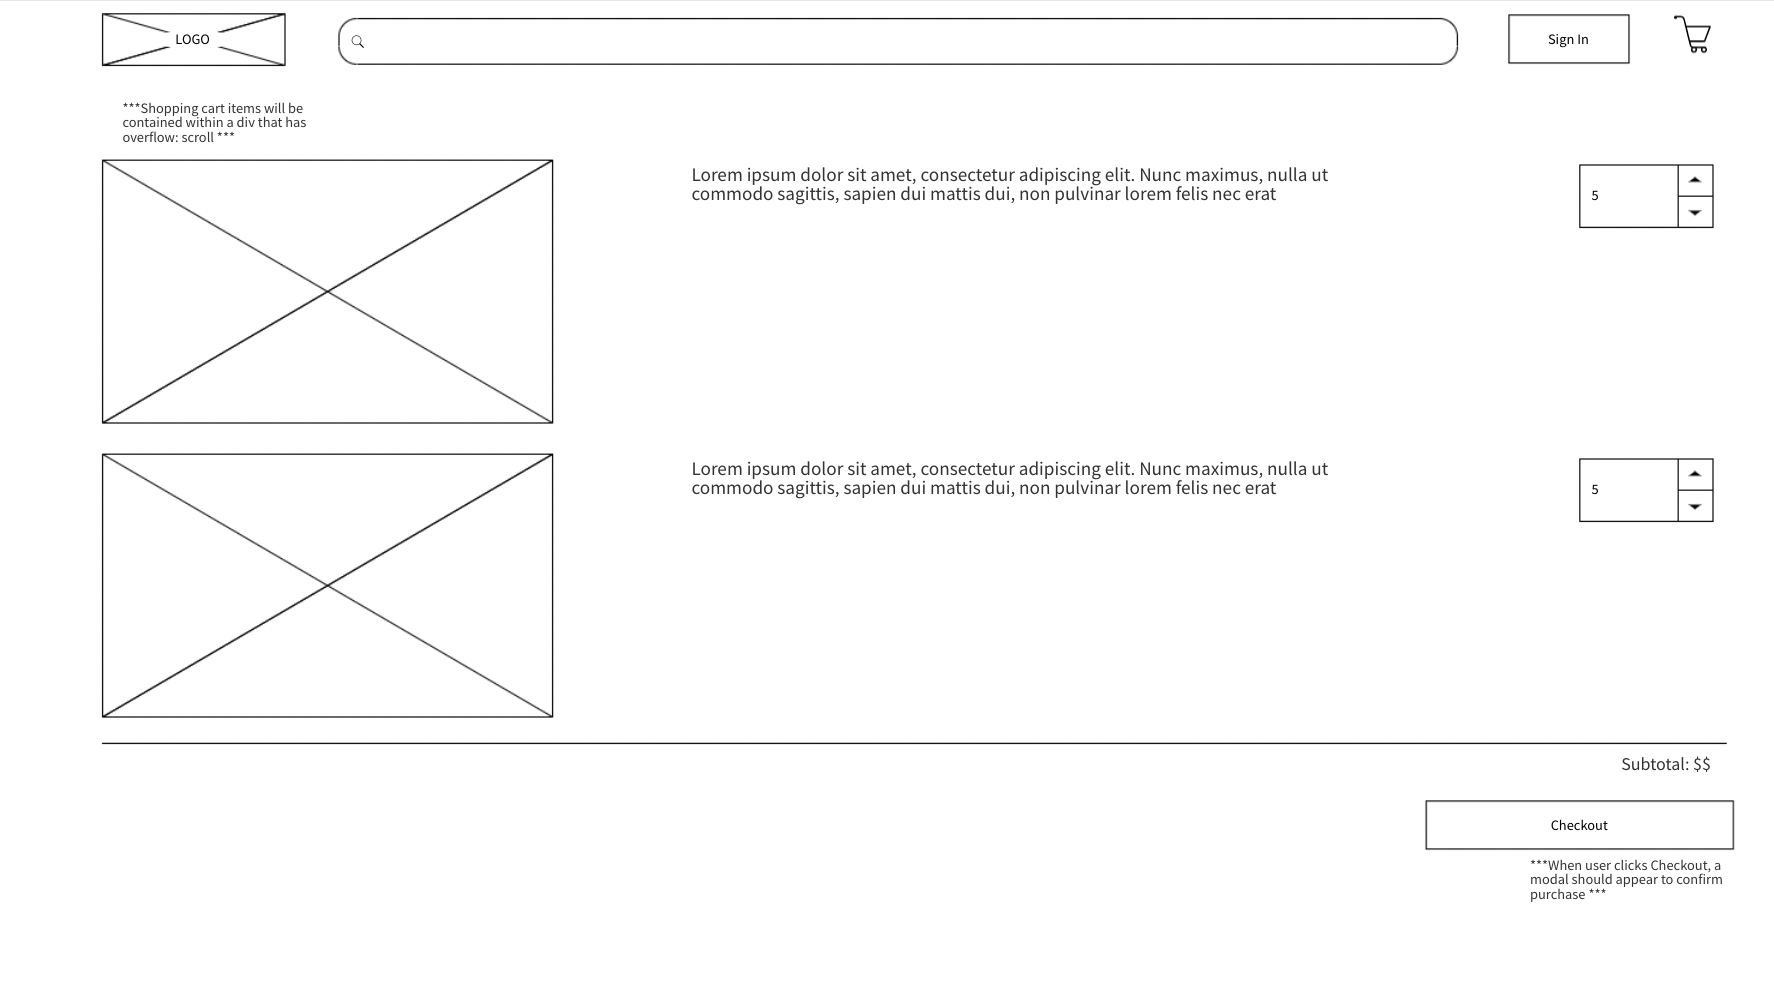 LOGO
Sign In
***Shopping cart items will be
contained within a div that has
overflow: scroll ***
Lorem ipsum dolor sit amet, consectetur adipiscing elit. Nunc maximus, nulla ut
commodo sagittis, sapien dui mattis dui, non pulvinar lorem felis nec erat
5
Lorem ipsum dolor sit amet, consectetur adipiscing elit. Nunc maximus, nulla ut
commodo sagittis, sapien dui mattis dui, non pulvinar lorem felis nec erat
5
Subtotal: $$
Checkout
***When user clicks Checkout, a
modal should appear to confirm
purchase ***